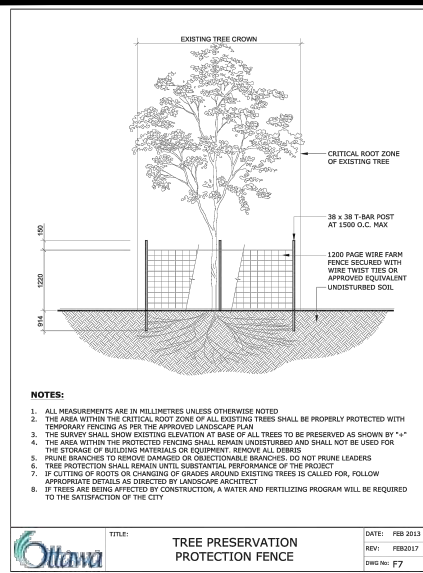 EXISTING TREE CROWN
CRITICAL ROOT ZONE
OF EXISTING TREE
38 x 38 T-BAR POST
AT 1500 O.C. MAX
1200 PAGE WIRE FARM
FENCE SECURED WITH
WIRE TWIST TIES OR
APPROVED EQUIVALENT
UNDISTURBED SOIL
150
1220
914
NOTES:
1. ALL MEASUREMENTS ARE IN MILLIMETRES UNLESS OTHERWISE NOTED
2. THE AREA WITHIN THE CRITICAL ROOT ZONE OF ALL EXISTING TREES SHALL BE PROPERLY PROTECTED WITH
TEMPORARY FENCING AS PER THE APPROVED LANDSCAPE PLAN
3. THE SURVEY SHALL SHOW EXISTING ELEVATION AT BASE OF ALL TREES TO BE PRESERVED AS SHOWN BY "+"
4. THE AREA WITHIN THE PROTECTED FENCING SHALL REMAIN UNDISTURBED AND SHALL NOT BE USED FOR
THE STORAGE OF BUILDING MATERIALS OR EQUIPMENT. REMOVE ALL DEBRIS
5. PRUNE BRANCHES TO REMOVE DAMAGED OR OBJECTIONABLE BRANCHES. DO NOT PRUNE LEADERS
6. TREE PROTECTION SHALL REMAIN UNTIL SUBSTANTIAL PERFORMANCE OF THE PROJECT
7. IF CUTTING OF ROOTS OR CHANGING OF GRADES AROUND EXISTING TREES IS CALLED FOR, FOLLOW
APPROPRIATE DETAILS AS DIRECTED BY LANDSCAPE ARCHITECT
8. IF TREES ARE BEING AFFECTED BY CONSTRUCTION, A WATER AND FERTILIZING PROGRAM WILL BE REQUIRED
TO THE SATISFACTION OF THE CITY
Ottawa
TITLE:
TREE PRESERVATION
PROTECTION FENCE
DATE: FEB 2013
REV: FEB2017
DWG No: F7